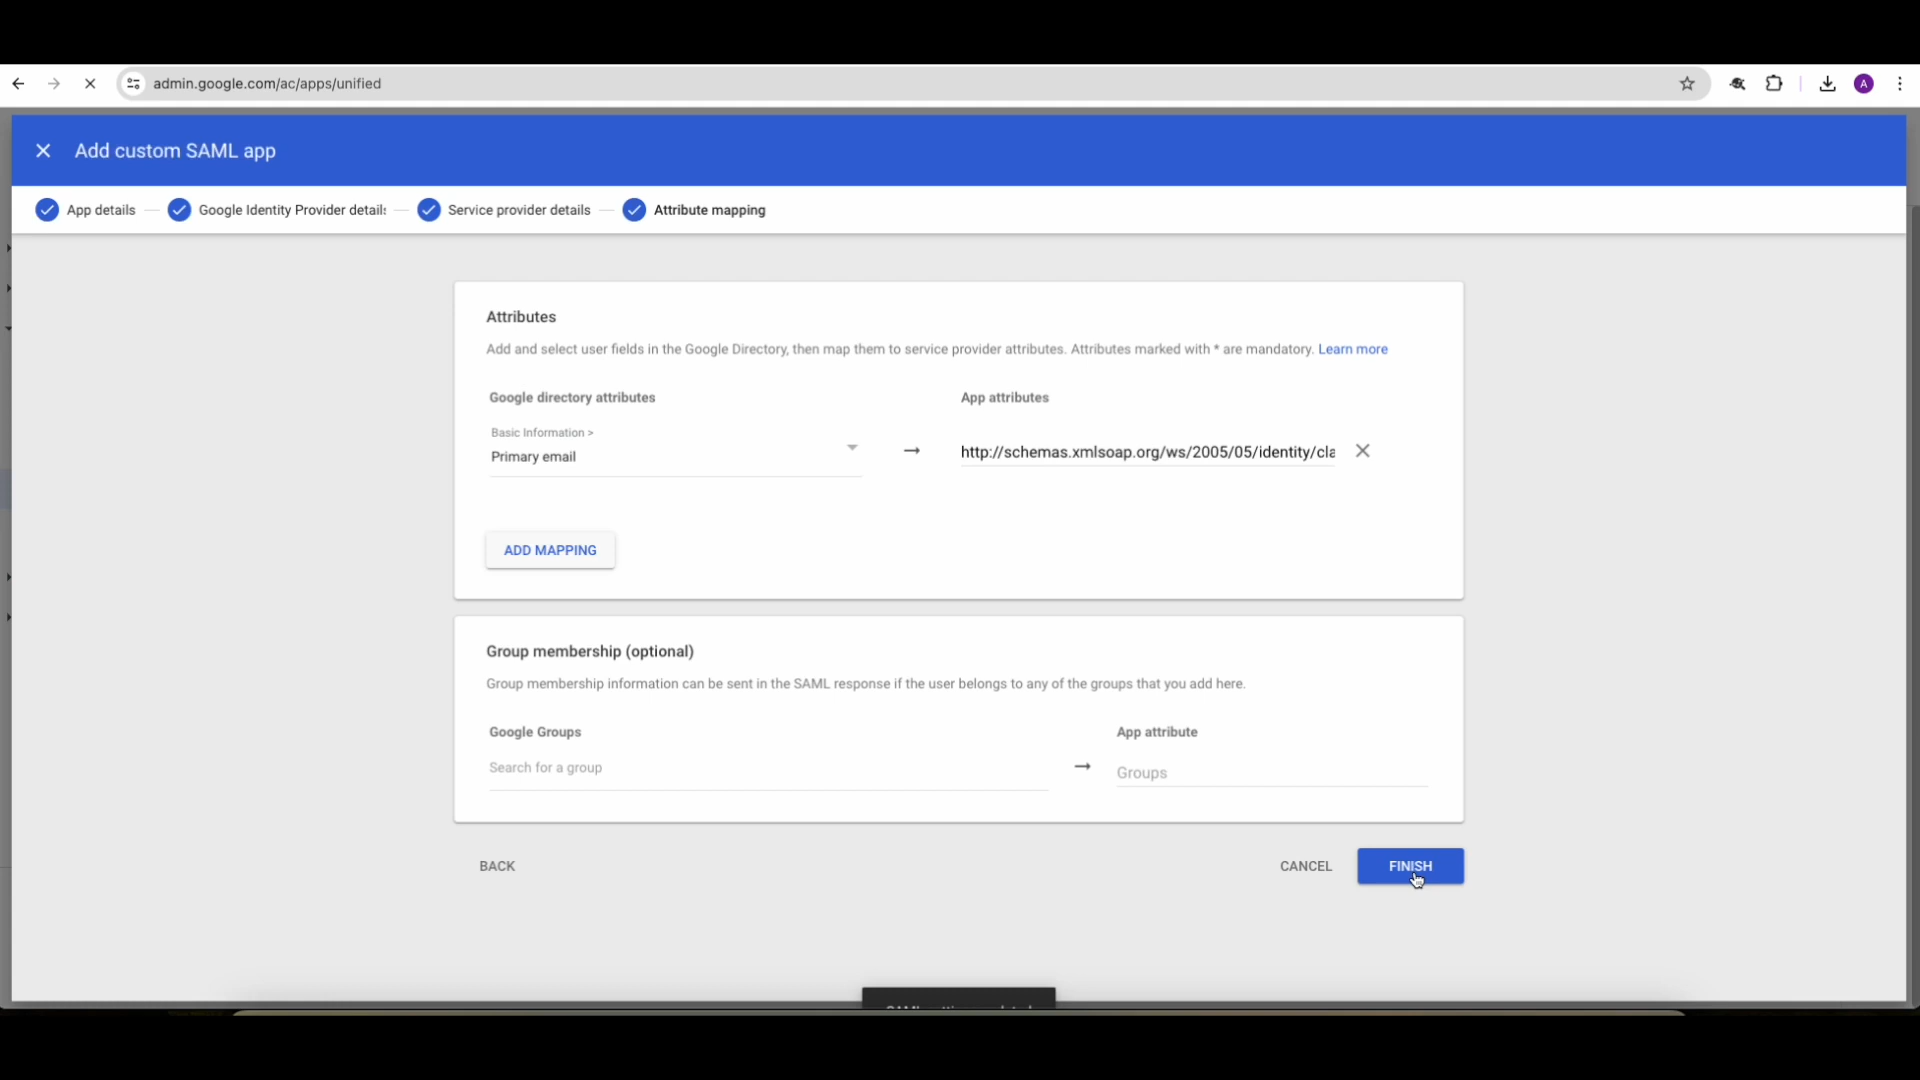 admin.google.com/ac/apps/unified
A
Add custom SAML app
App details
Google Identity Provider details
Service provider details
Attribute mapping
Attributes
Add and select user fields in the Google Directory, then map them to service provider attributes. Attributes marked with * are mandatory. Learn more
Google directory attributes
App attributes
Basic Information >
Primary email
http://schemas.xmlsoap.org/ws/2005/05/identity/cla
ADD MAPPING
Group membership (optional)
Group membership information can be sent in the SAML response if the user belongs to any of the groups that you add here.
Google Groups
App attribute
Search for a group
Groups
BACK
CANCEL
FINISH